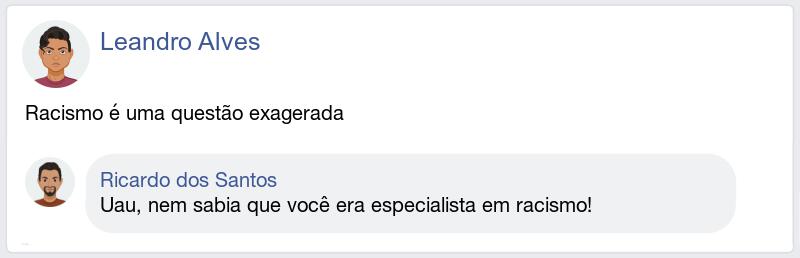 Leandro Alves
Racismo é uma questão exagerada
Ricardo dos Santos
Uau, nem sabia que você era especialista em racismo!